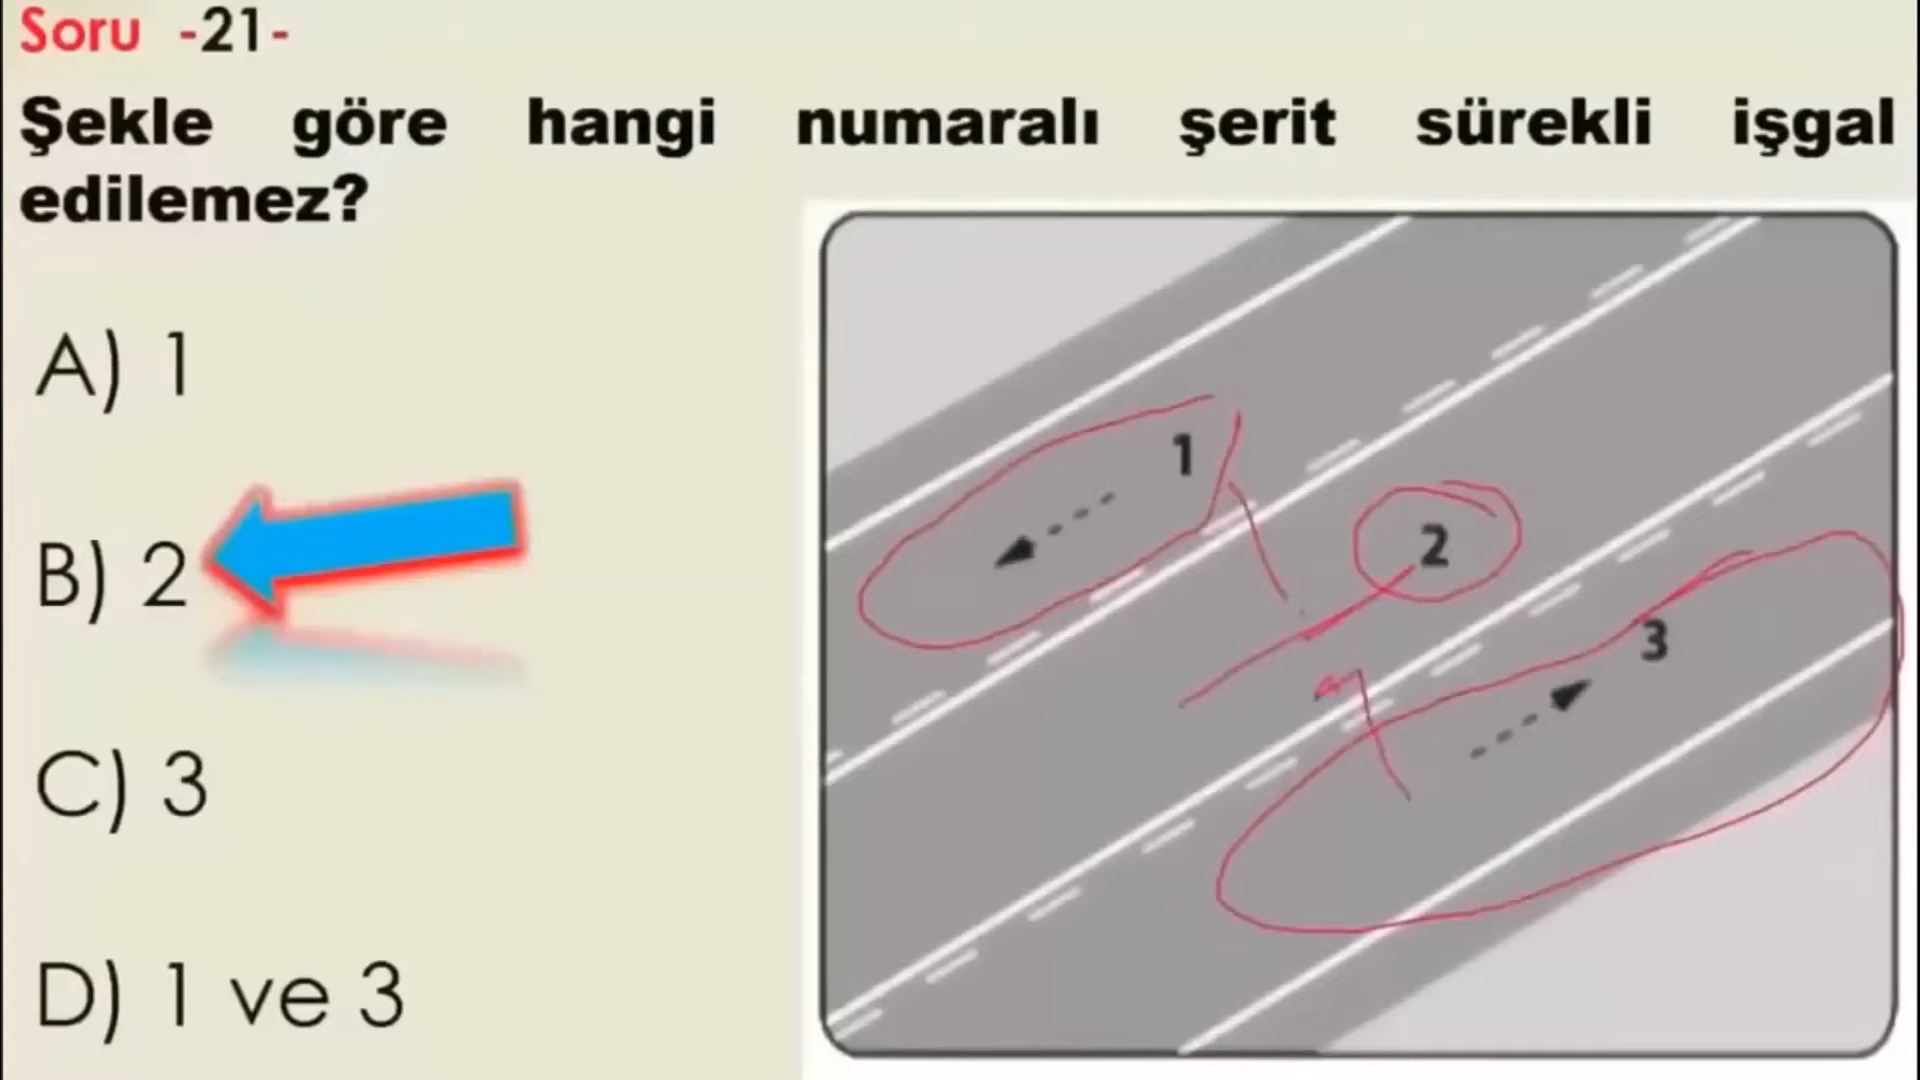 Soru -21-
Şekle göre hangi numaralı şerit sürekli işgal
edilemez?
A) 1
B) 2
C) 3
D) 1 ve 3
1
2
3